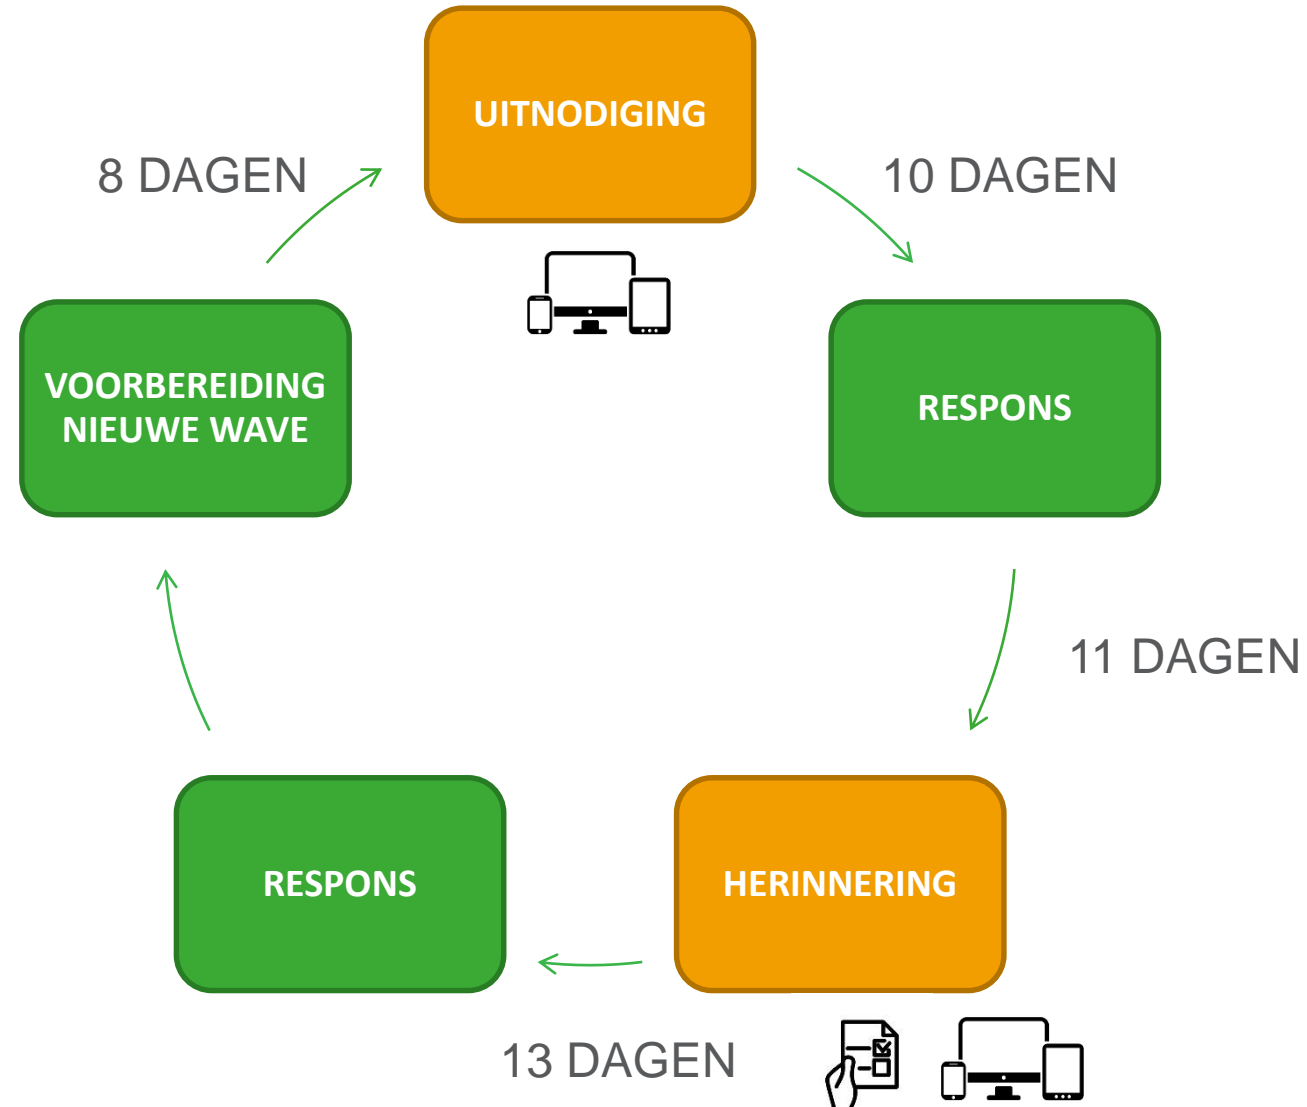 UITNODIGING
8 DAGEN
10 DAGEN
VOORBEREIDING
NIEUWE WAVE
RESPONS
11 DAGEN
RESPONS
HERINNERING
13 DAGEN